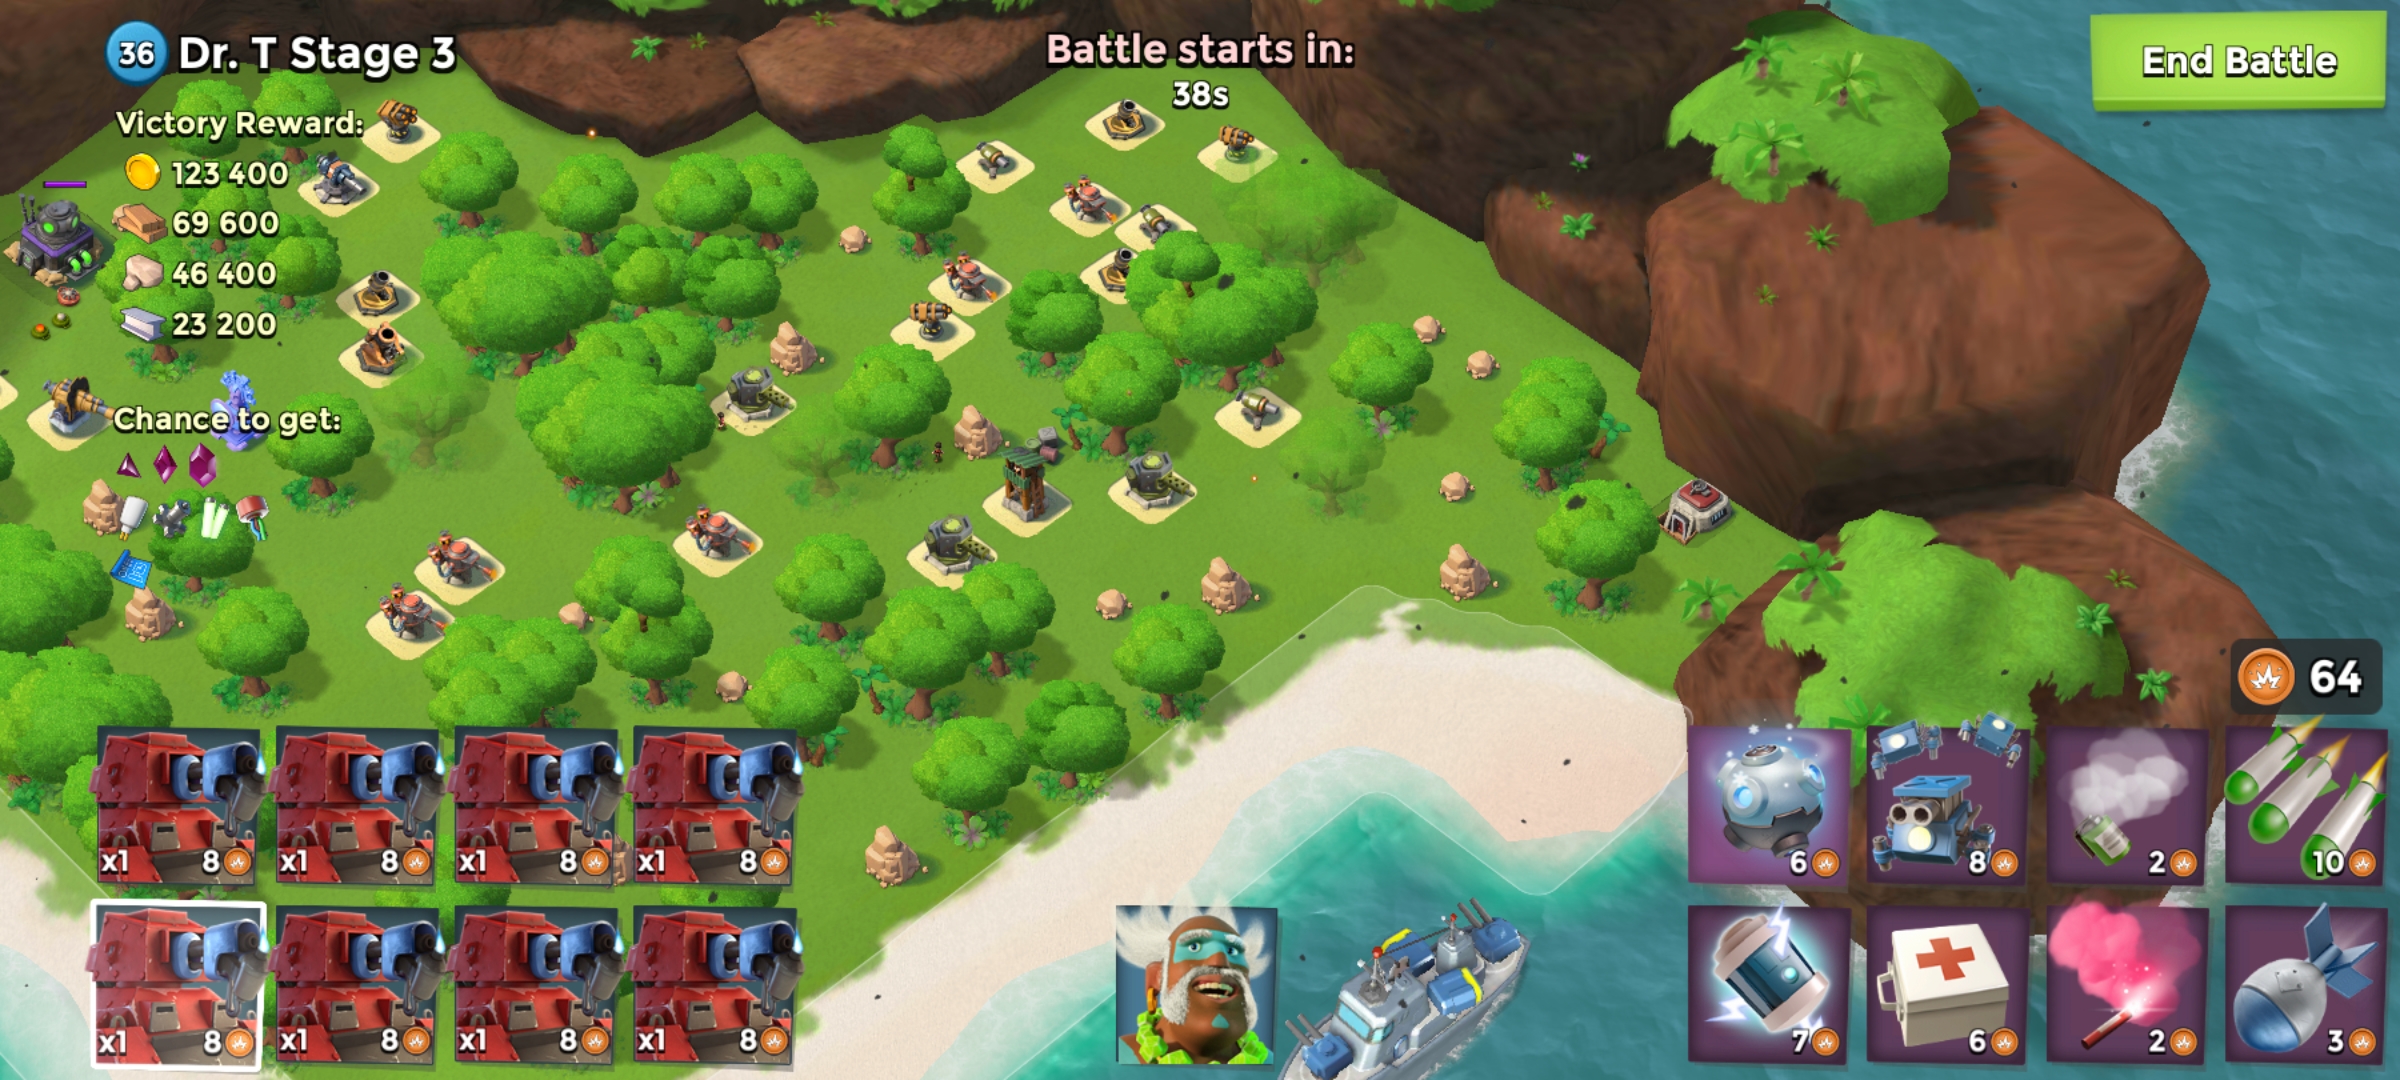 36 Dr. T Stage 3
Battle starts in:
38s
End Battle
Victory Reward:
123 400
69 600
46 400
23 200
Chance to get:
64
x1 8
x1 8
x1 8
x1 8
6
8
2
10
x1 8
x1 8
x1 8
x1 8
7
6
2
3